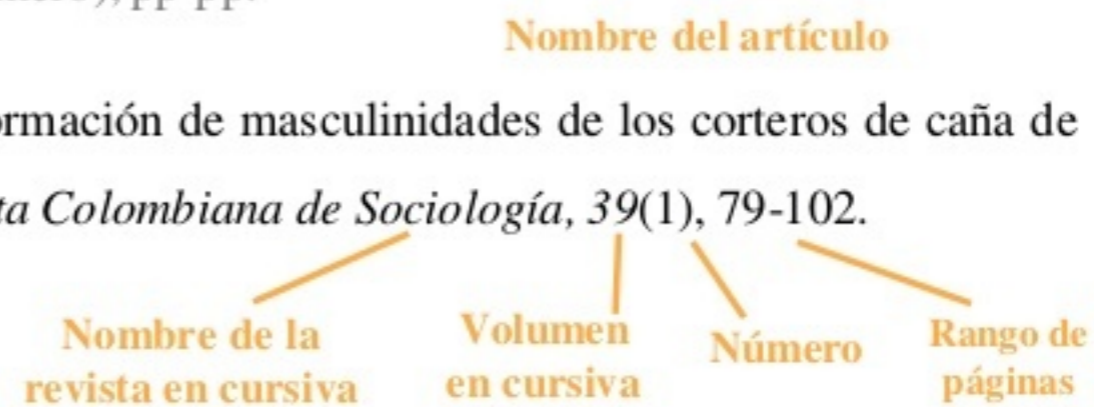 Nombre del artículo
ormación de masculinidades de los corteros de caña de
ta Colombiana de Sociología, 39(1), 79-102.
Nombre de la
revista en cursiva
Volumen
en cursiva
Número
Rango de
páginas